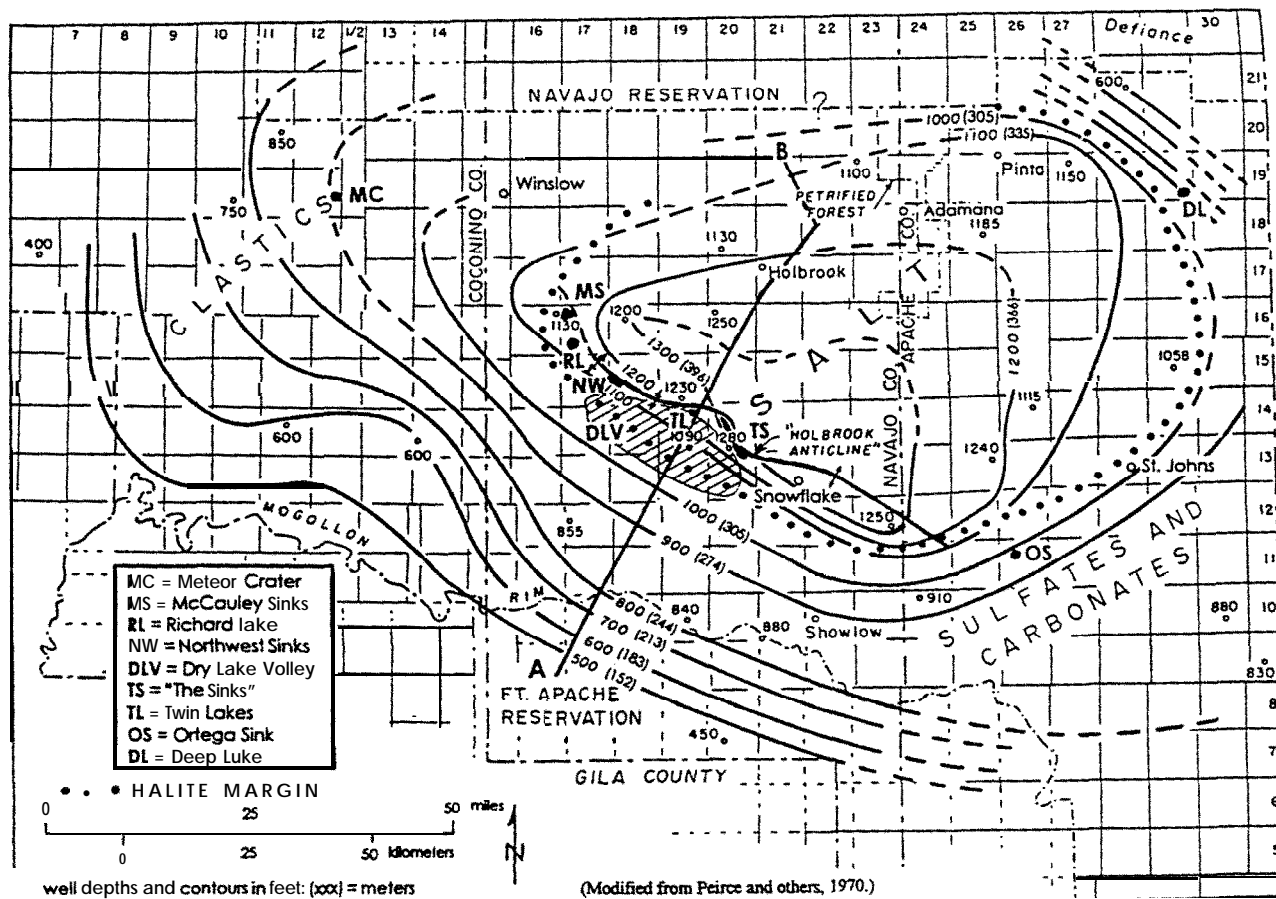 7 8 9 10 11 12 1/2 13 14 16 17 18 19 20 21 22 23 24 25 26 27 30
Defiance
21
20
19
18
17
16
15
14
13
12
11
10
8
7
6
5
NAVAJO RESERVATION ?
600
1000 (305)
1100 (335)
850
B
1100
Pinta
1150
MC
Winslow
PETRIFIED FOREST
750
DL
CLASTICS
COCONINO CO.
Adamana
1185
400
1130
Holbrook
APACHE CO.
NAVAJO CO.
SALT
MS
1130
1200
1250
1200 (366)
1300 (396)
RL
1058
1200
NW
1100
1230
1115
DLV
TL
1090
1280
TS
"HOLBROOK ANTICLINE"
600
600
1240
St. Johns
Snowflake
1250
MOGOLLON RIM
1000 (305)
900 (274)
855
OS
SULFATES AND CARBONATES
910
840
880
Showlow
880
830
800 (244)
700 (213)
600 (183)
500 (152)
A
FT. APACHE
RESERVATION
450
GILA COUNTY
MC = Meteor Crater
MS = McCauley Sinks
RL = Richard lake
NW = Northwest Sinks
DLV = Dry Lake Volley
TS = "The Sinks"
TL = Twin Lakes
OS = Ortega Sink
DL = Deep Luke
HALITE MARGIN
0 25 50 miles
0 25 50 kilometers
N
well depths and contours in feet: (xxx) = meters
(Modified from Peirce and others, 1970.)